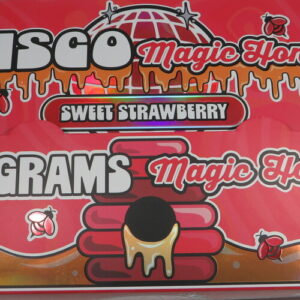 ISCO Magic Hon
SWEET STRAWBERRY
GRAMS Magic Ho